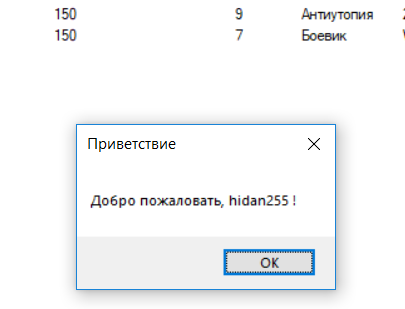 150 9 Антиутопия 2
150 7 Боевик
Приветствие
Добро пожаловать, hidan255 !
OK